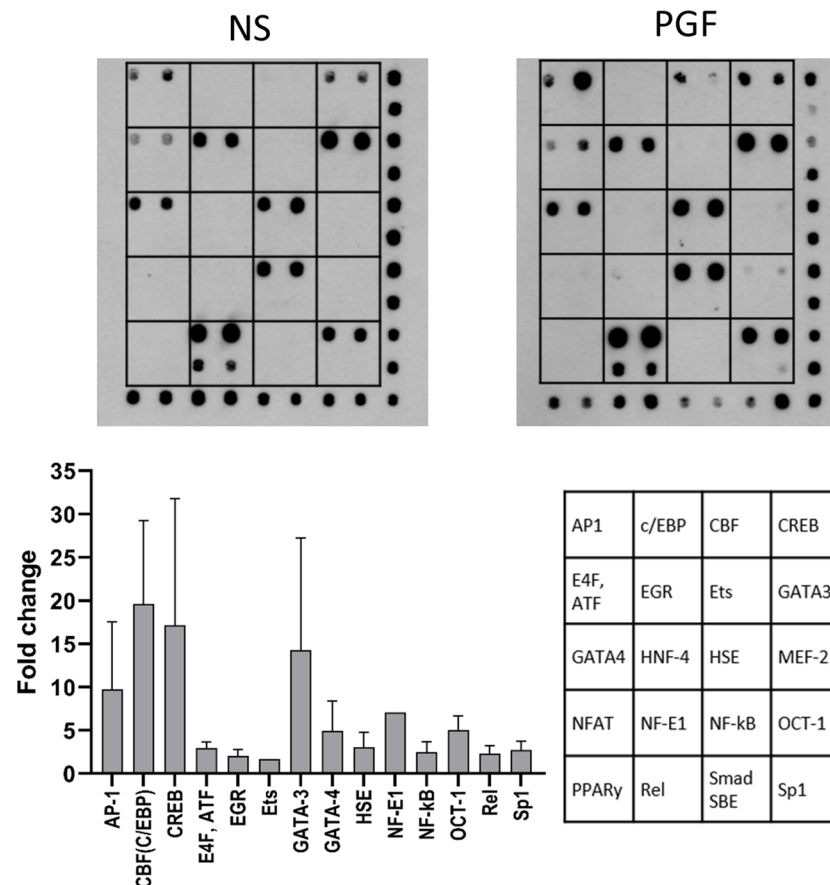 NS
PGF
35
30
25
20
15
10
5
0
Fold change
AP-1
CBF(C/EBP)
CREB
E4F, ATF
EGR
Ets
GATA-3
GATA-4
HSE
NF-E1
NF-kB
OCT-1
Rel
Sp1
AP1 c/EBP CBF CREB
E4F, ATF EGR Ets GATA3
GATA4 HNF-4 HSE MEF-2
NFAT NF-E1 NF-kB OCT-1
PPARy Rel Smad SBE Sp1